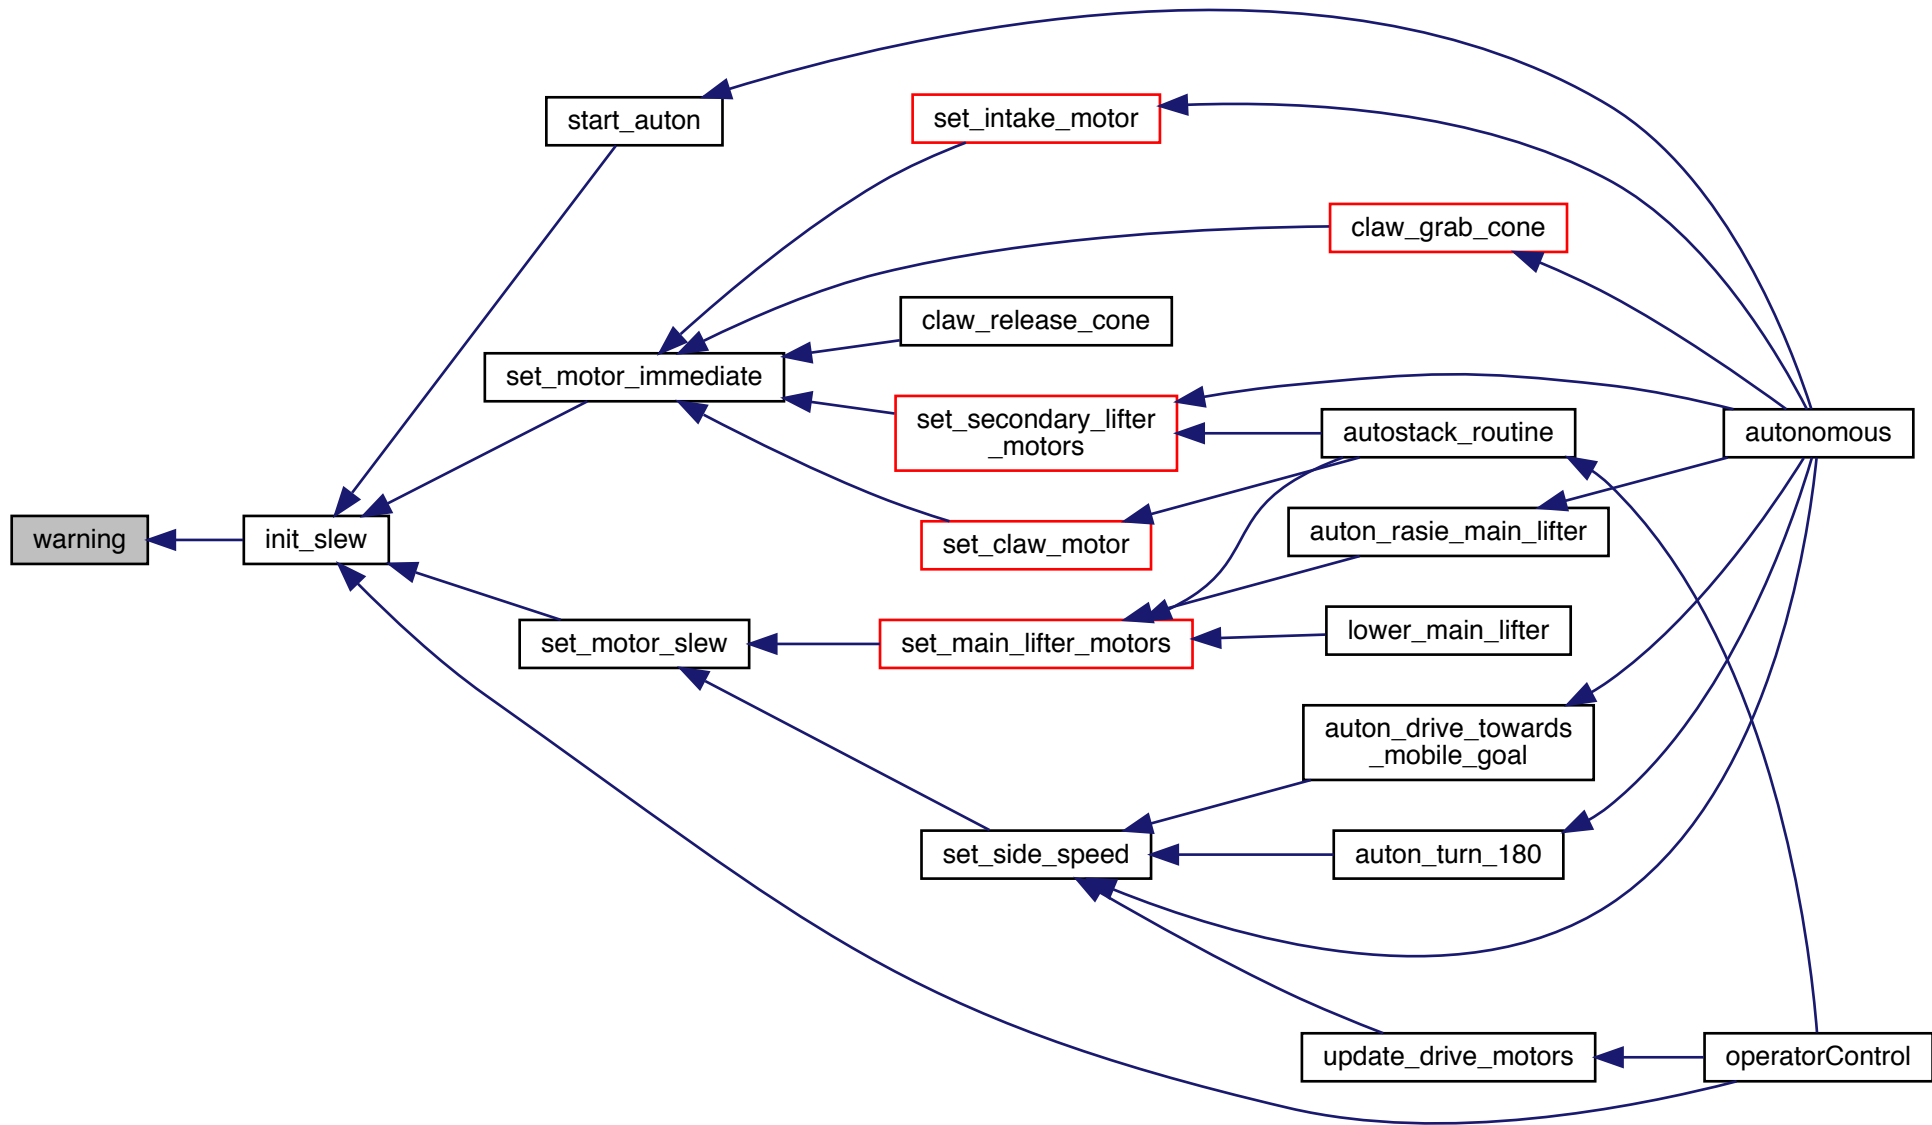 start_auton
set_intake_motor
claw_grab_cone
claw_release_cone
set_motor_immediate
set_secondary_lifter
_motors
autostack_routine
autonomous
warning
init_slew
set_claw_motor
auton_rasie_main_lifter
set_motor_slew
set_main_lifter_motors
lower_main_lifter
auton_drive_towards
_mobile_goal
set_side_speed
auton_turn_180
update_drive_motors
operatorControl